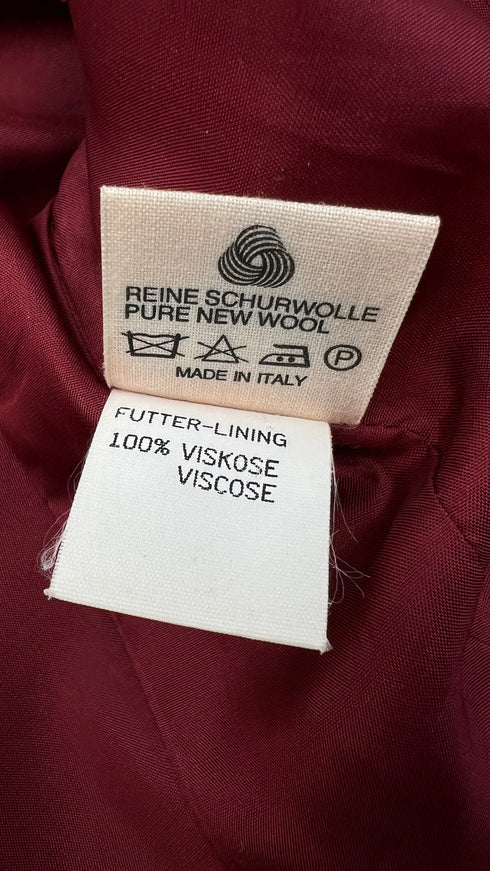 REINE SCHURWOLLE
PURE NEW WOOL
P
MADE IN ITALY
FUTTER-LINING
100% VISKOSE
VISCOSE